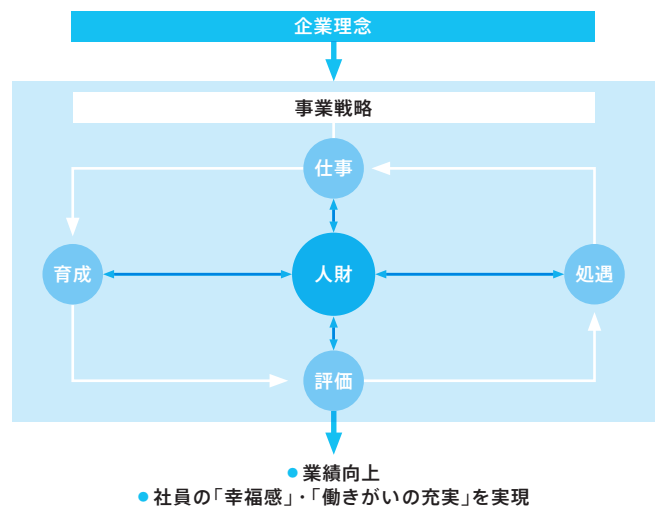 企業理念
事業戦略
仕事
育成
人財
処遇
評価
●業績向上
●社員の「幸福感」・「働きがいの充実」を実現